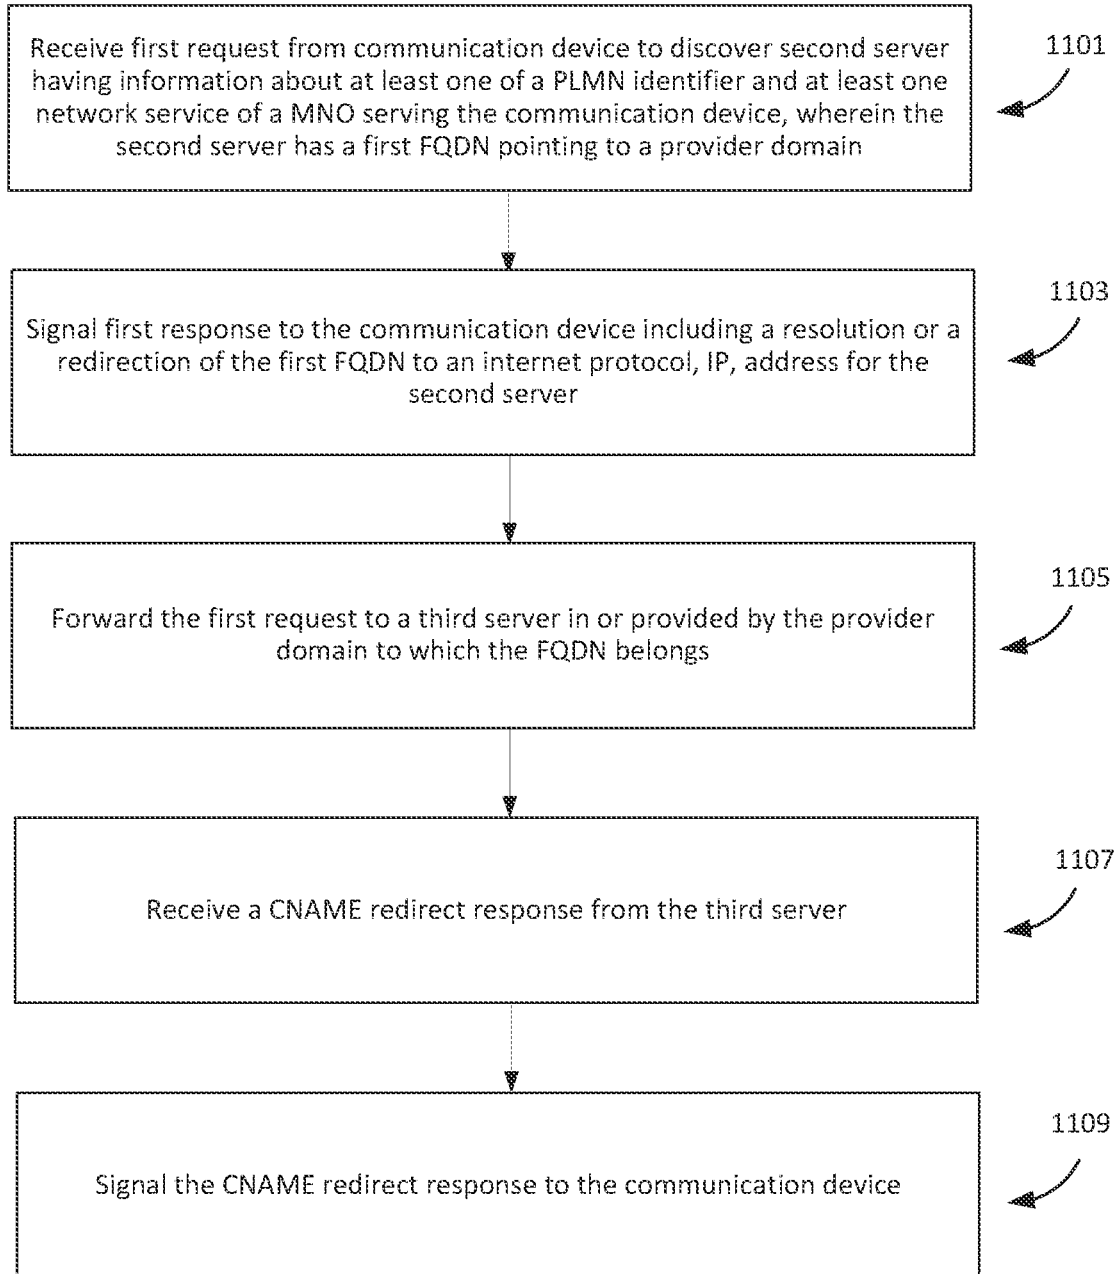 Receive first request from communication device to discover second server
having information about at least one of a PLMN identifier and at least one
network service of a MNO serving the communication device, wherein the
second server has a first FQDN pointing to a provider domain
1101
Signal first response to the communication device including a resolution or a
redirection of the first FQDN to an internet protocol, IP, address for the
second server
1103
Forward the first request to a third server in or provided by the provider
domain to which the FQDN belongs
1105
Receive a CNAME redirect response from the third server
1107
Signal the CNAME redirect response to the communication device
1109